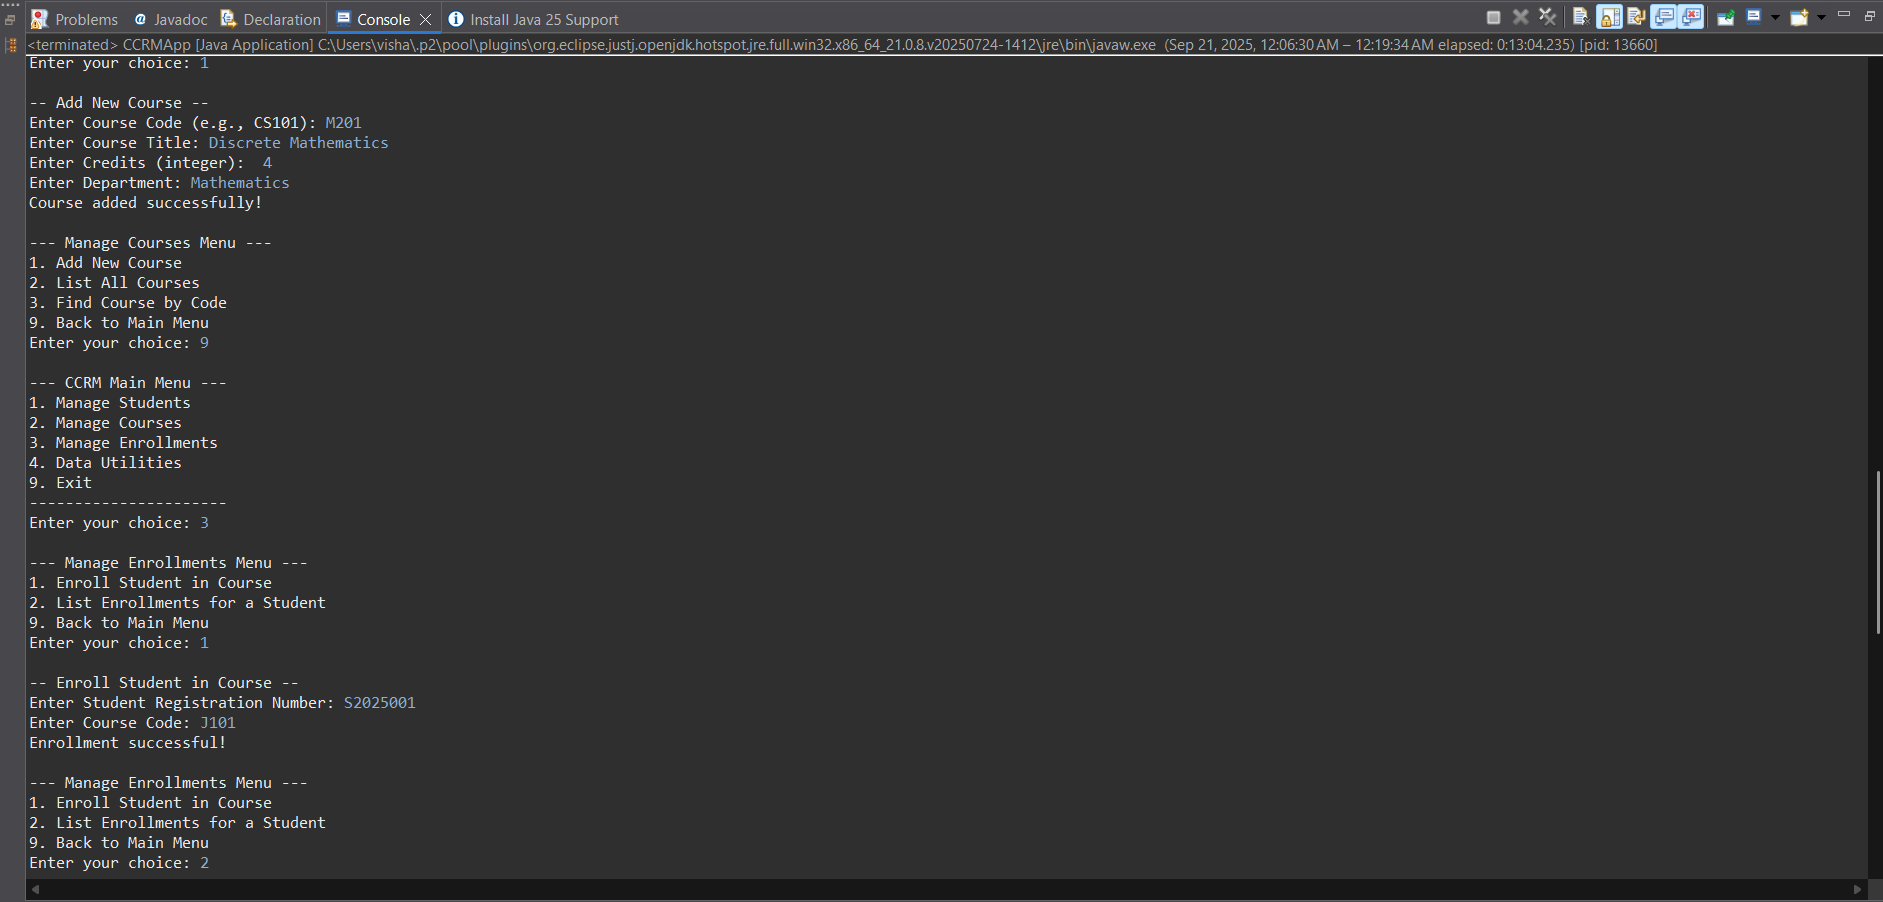 Problems @ Javadoc Declaration Console Install Java 25 Support
<terminated> CCRMApp [Java Application] C:\Users\visha\.p2\pool\plugins\org.eclipse.justj.openjdk.hotspot.jre.full.win32.x86_64_21.0.8.v20250724-1412\jre\bin\javaw.exe (Sep 21, 2025, 12:06:30 AM – 12:19:34 AM elapsed: 0:13:04.235) [pid: 13660]
Enter your choice: 1
-- Add New Course --
Enter Course Code (e.g., CS101): M201
Enter Course Title: Discrete Mathematics
Enter Credits (integer):  4
Enter Department: Mathematics
Course added successfully!
--- Manage Courses Menu ---
1. Add New Course
2. List All Courses
3. Find Course by Code
9. Back to Main Menu
Enter your choice: 9
--- CCRM Main Menu ---
1. Manage Students
2. Manage Courses
3. Manage Enrollments
4. Data Utilities
9. Exit
----------------------
Enter your choice: 3
--- Manage Enrollments Menu ---
1. Enroll Student in Course
2. List Enrollments for a Student
9. Back to Main Menu
Enter your choice: 1
-- Enroll Student in Course --
Enter Student Registration Number: S2025001
Enter Course Code: J101
Enrollment successful!
--- Manage Enrollments Menu ---
1. Enroll Student in Course
2. List Enrollments for a Student
9. Back to Main Menu
Enter your choice: 2